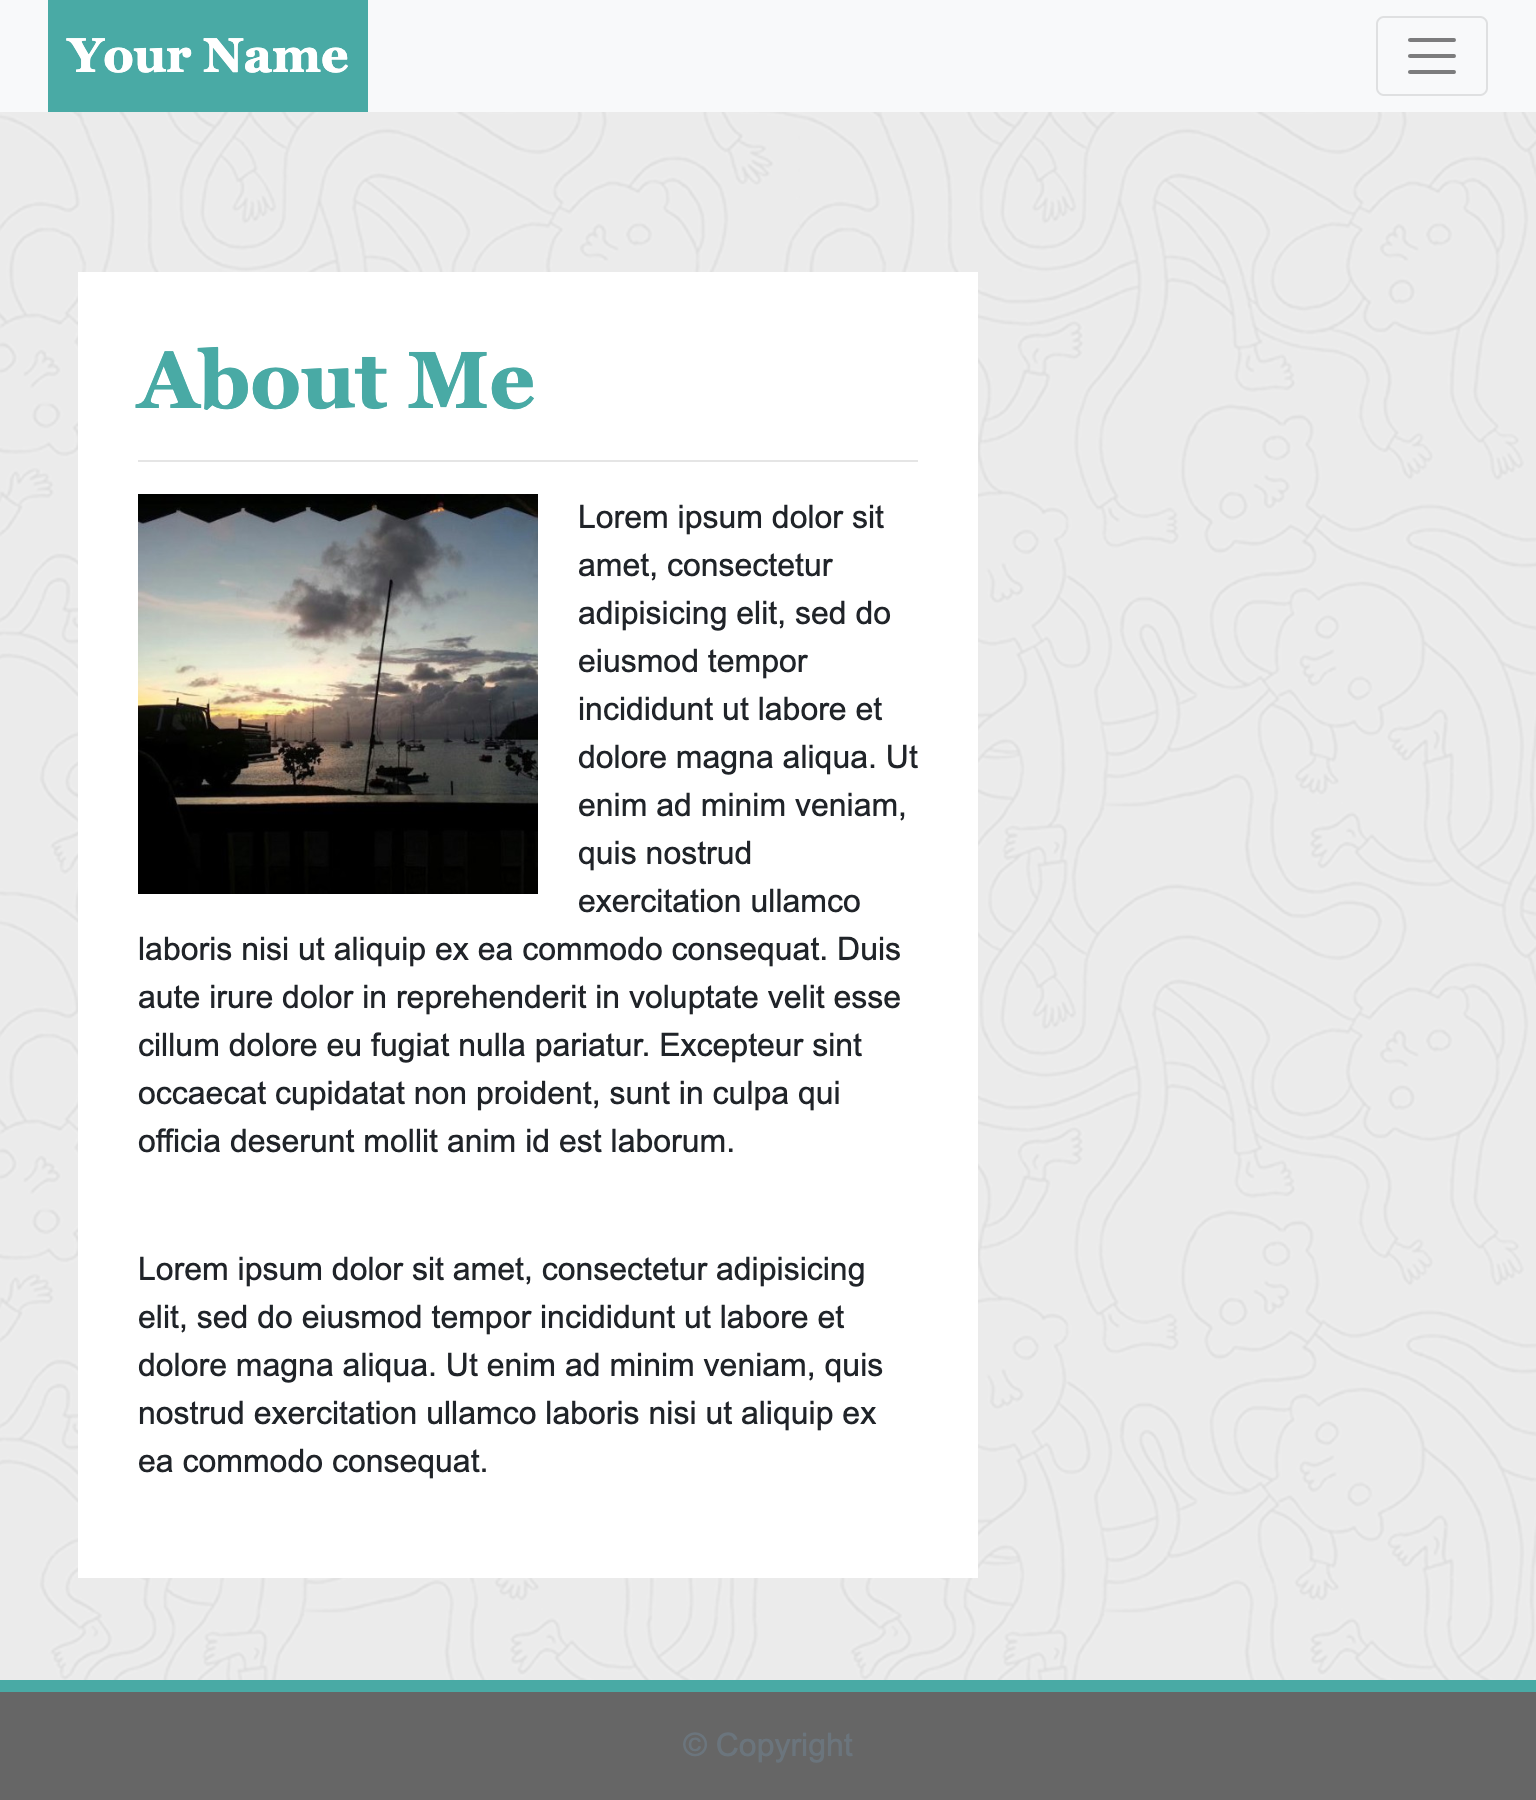 Your Name
About Me
Lorem ipsum dolor sit
amet, consectetur
adipisicing elit, sed do
eiusmod tempor
incididunt ut labore et
dolore magna aliqua. Ut
enim ad minim veniam,
quis nostrud
exercitation ullamco
laboris nisi ut aliquip ex ea commodo consequat. Duis
aute irure dolor in reprehenderit in voluptate velit esse
cillum dolore eu fugiat nulla pariatur. Excepteur sint
occaecat cupidatat non proident, sunt in culpa qui
officia deserunt mollit anim id est laborum.
Lorem ipsum dolor sit amet, consectetur adipisicing
elit, sed do eiusmod tempor incididunt ut labore et
dolore magna aliqua. Ut enim ad minim veniam, quis
nostrud exercitation ullamco laboris nisi ut aliquip ex
ea commodo consequat.
© Copyright